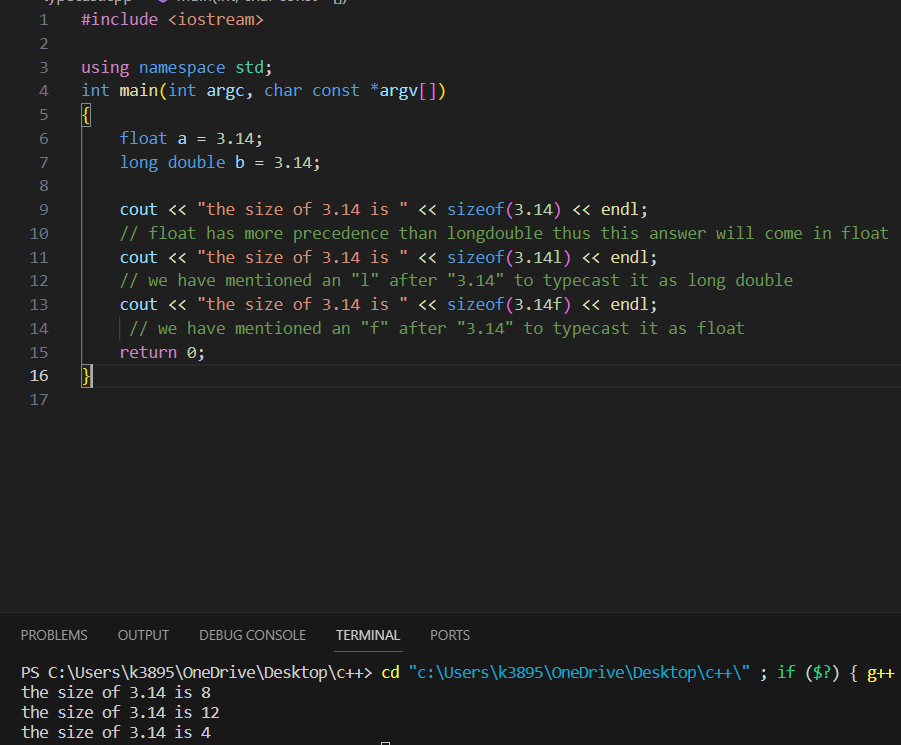 1 #include <iostream>
2
3 using namespace std;
4 int main(int argc, char const *argv[])
5 {
6     float a = 3.14;
7     long double b = 3.14;
8
9     cout << "the size of 3.14 is " << sizeof(3.14) << endl;
10     // float has more precedence than longdouble thus this answer will come in float
11     cout << "the size of 3.14 is " << sizeof(3.14l) << endl;
12     // we have mentioned an "l" after "3.14" to typecast it as long double
13     cout << "the size of 3.14 is " << sizeof(3.14f) << endl;
14      // we have mentioned an "f" after "3.14" to typecast it as float
15     return 0;
16 }
17
PROBLEMS OUTPUT DEBUG CONSOLE TERMINAL PORTS
PS C:\Users\k3895\OneDrive\Desktop\c++> cd "c:\Users\k3895\OneDrive\Desktop\c++\" ; if ($?) { g++
the size of 3.14 is 8
the size of 3.14 is 12
the size of 3.14 is 4